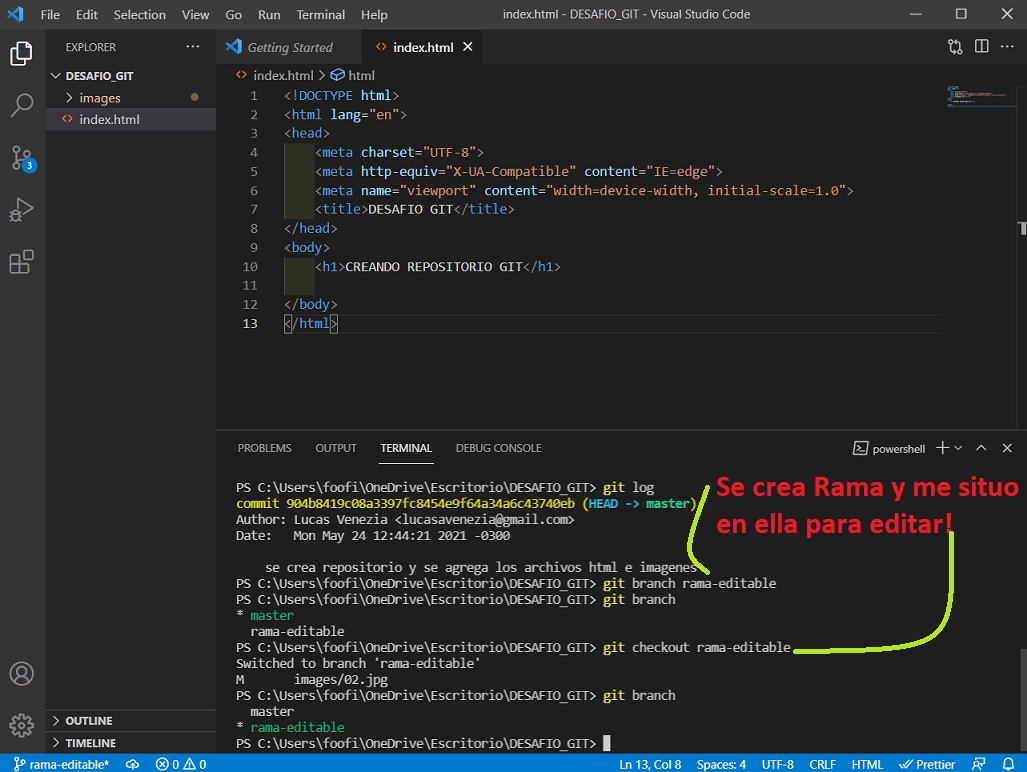 File Edit Selection View Go Run Terminal Help index.html - DESAFIO_GIT - Visual Studio Code
EXPLORER
Getting Started
index.html
DESAFIO_GIT
images
index.html
3
index.html > html
1 <!DOCTYPE html>
2 <html lang="en">
3 <head>
4 <meta charset="UTF-8">
5 <meta http-equiv="X-UA-Compatible" content="IE=edge">
6 <meta name="viewport" content="width=device-width, initial-scale=1.0">
7 <title>DESAFIO GIT</title>
8 </head>
9 <body>
10 <h1>CREANDO REPOSITORIO GIT</h1>
11
12 </body>
13 </html>
PROBLEMS OUTPUT TERMINAL DEBUG CONSOLE powershell
PS C:\Users\foofi\OneDrive\Escritorio\DESAFIO_GIT> git log
commit 904b8419c08a3397fc8454e9f64a34a6c43740eb (HEAD -> master)
Author: Lucas Venezia <lucasavenezia@gmail.com>
Date: Mon May 24 12:44:21 2021 -0300
se crea repositorio y se agrega los archivos html e imagenes
PS C:\Users\foofi\OneDrive\Escritorio\DESAFIO_GIT> git branch rama-editable
PS C:\Users\foofi\OneDrive\Escritorio\DESAFIO_GIT> git branch
* master
rama-editable
PS C:\Users\foofi\OneDrive\Escritorio\DESAFIO_GIT> git checkout rama-editable
Switched to branch 'rama-editable'
M images/02.jpg
PS C:\Users\foofi\OneDrive\Escritorio\DESAFIO_GIT> git branch
master
* rama-editable
PS C:\Users\foofi\OneDrive\Escritorio\DESAFIO_GIT>
Se crea Rama y me situo
en ella para editar!
OUTLINE
TIMELINE
rama-editable* 0 0 Ln 13, Col 8 Spaces: 4 UTF-8 CRLF HTML Prettier